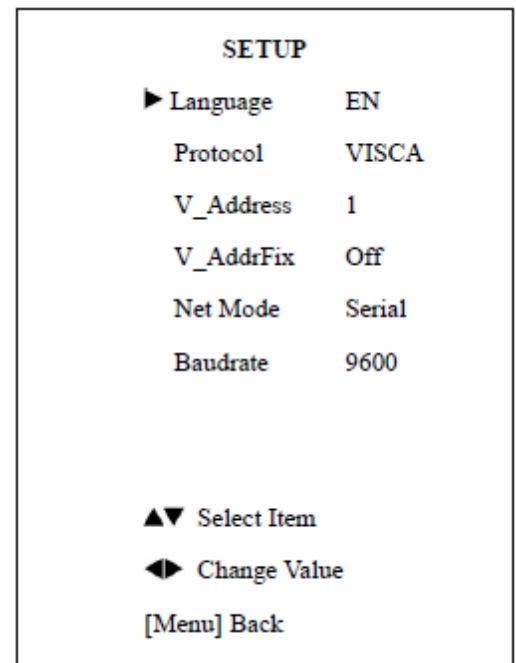 SETUP
▶ Language EN
Protocol VISCA
V_Address 1
V_AddrFix Off
Net Mode Serial
Baudrate 9600
▲▼ Select Item
◀▶ Change Value
[Menu] Back